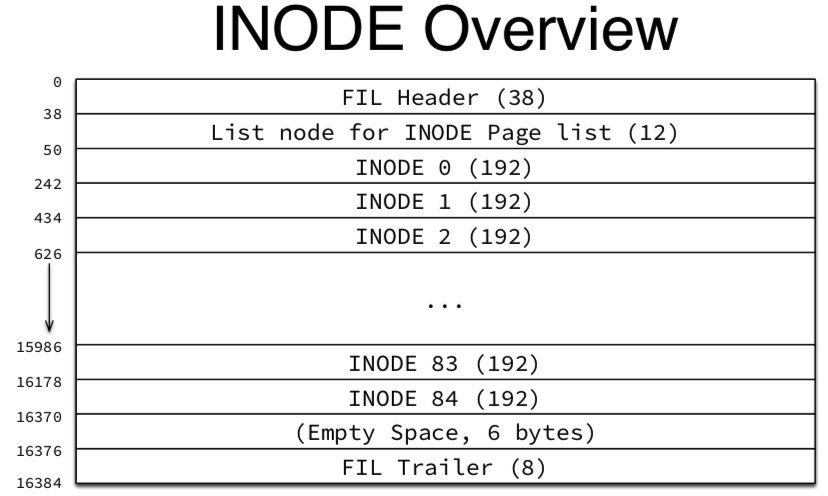 INODE Overview
0
FIL Header (38)
38
List node for INODE Page list (12)
50
INODE 0 (192)
242
INODE 1 (192)
434
INODE 2 (192)
626
...
15986
INODE 83 (192)
16178
INODE 84 (192)
16370
(Empty Space, 6 bytes)
16376
FIL Trailer (8)
16384